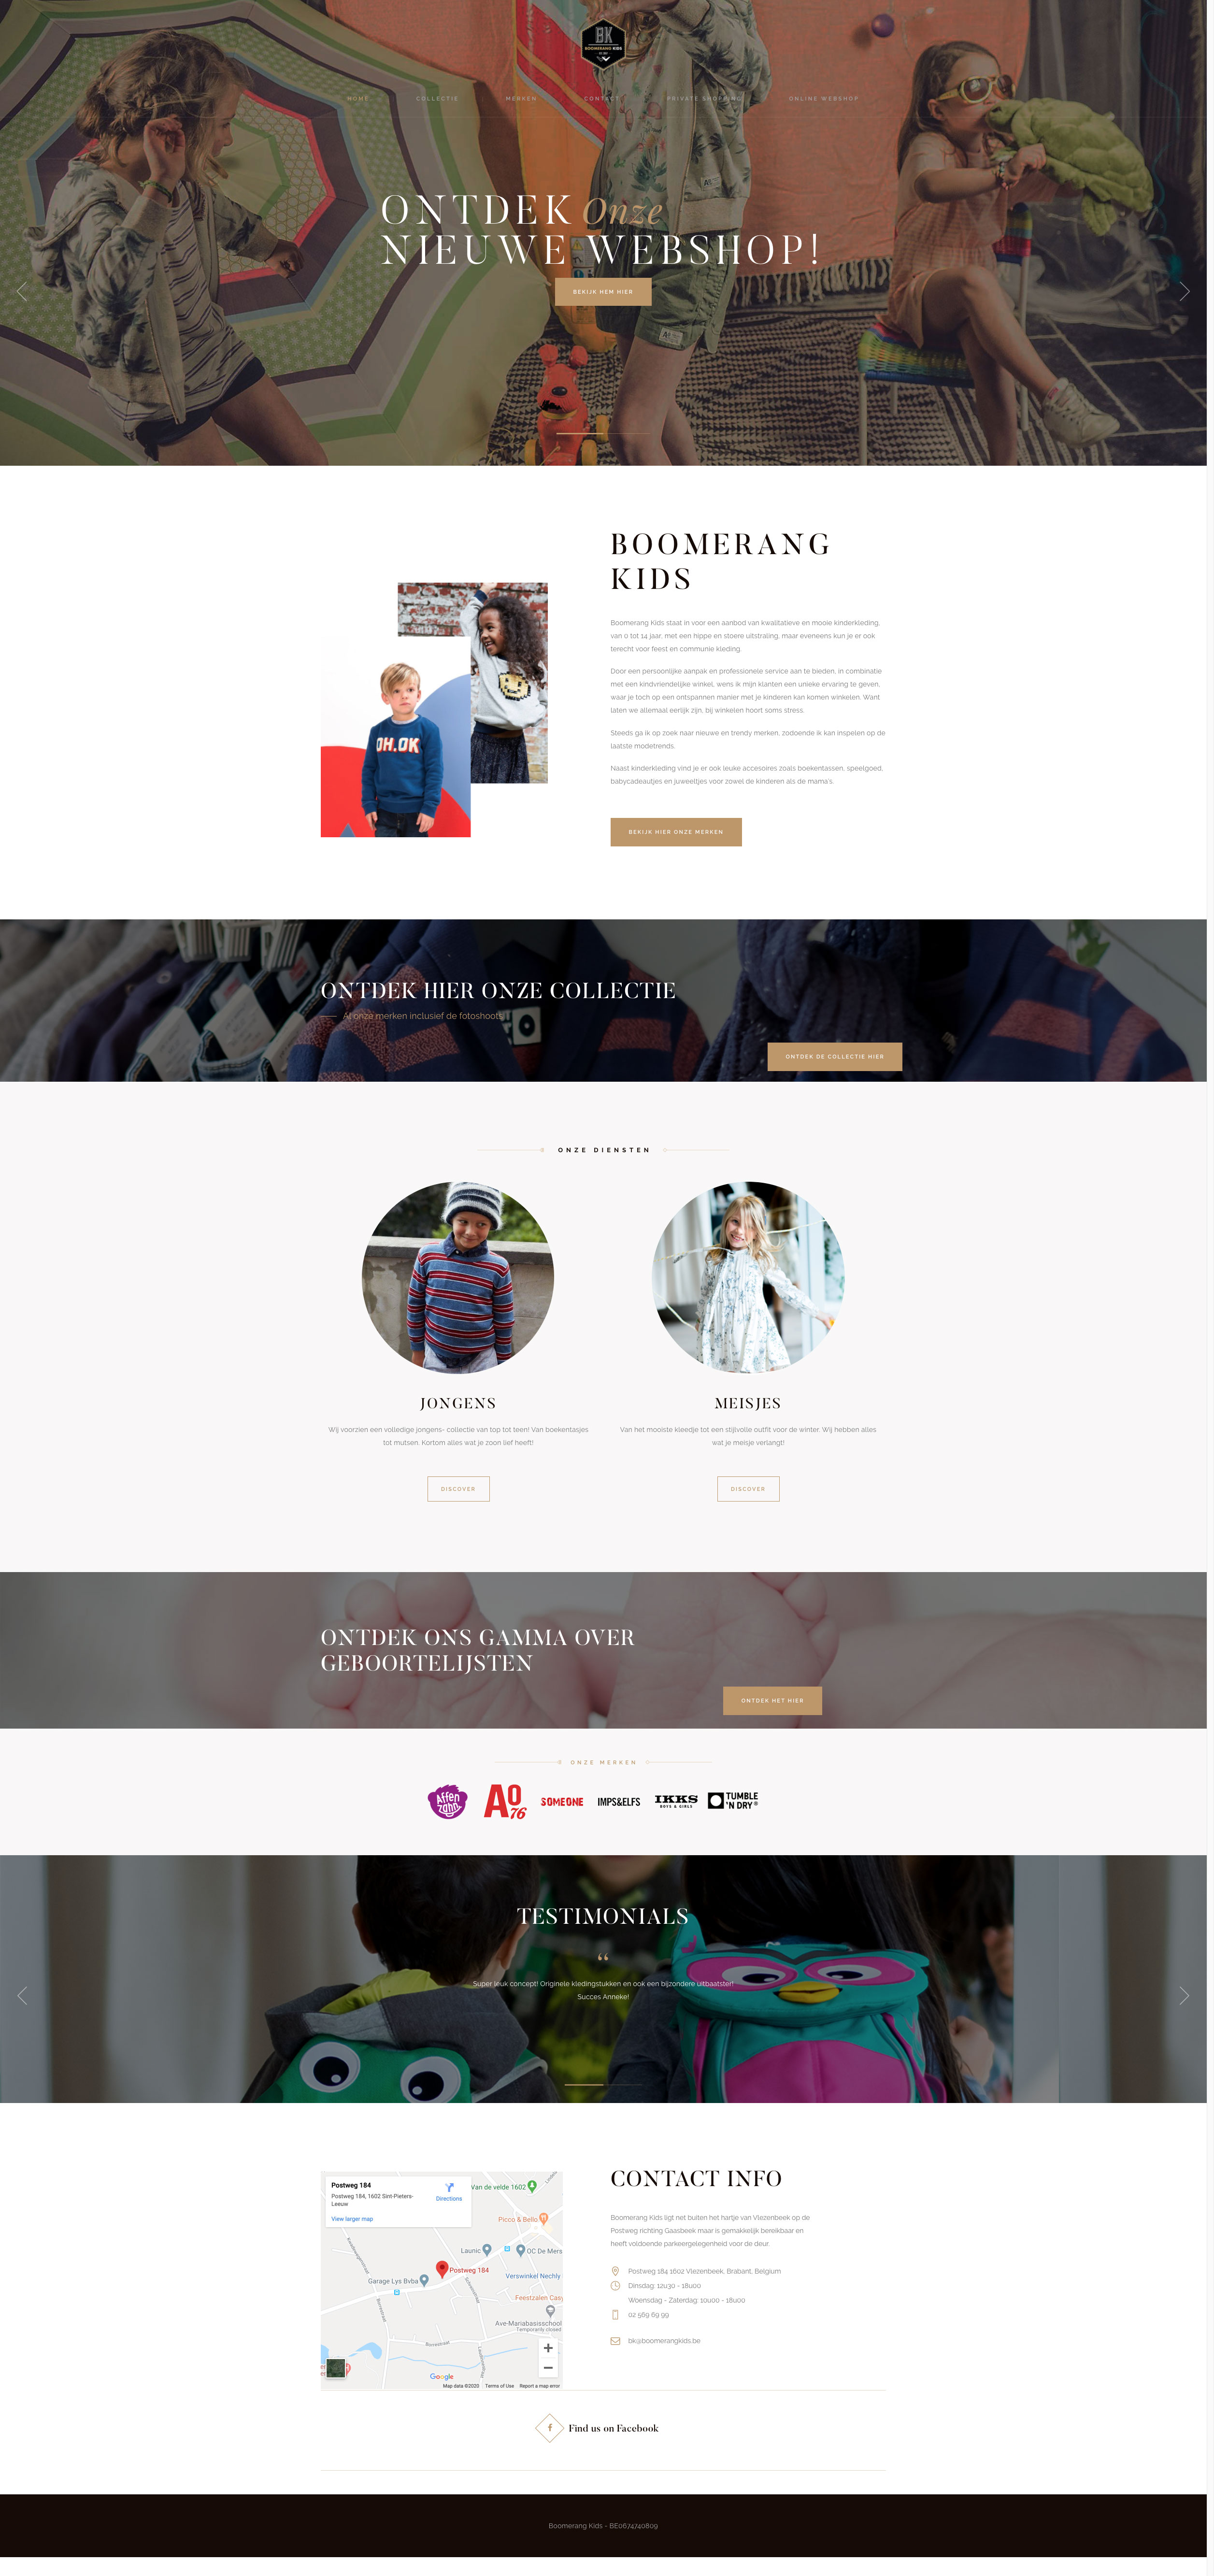 BK
BOOMERANG KIDS
HOME COLLECTIE MERKEN CONTACT PRIVATE SHOPPING ONLINE WEBSHOP
ONTDEK Onze
NIEUWE WEBSHOP!
BEKIJK HEM HIER
BOOMERANG
KIDS
Boomerang Kids staat in voor een aanbod van kwalitatieve en mooie kinderkleding,
van 0 tot 14 jaar, met een hippe en stoere uitstraling, maar eveneens kun je er ook
terecht voor feest en communie kleding.
Door een persoonlijke aanpak en professionele service aan te bieden, in combinatie
met een kindvriendelijke winkel, wens ik mijn klanten een unieke ervaring te geven,
waar je toch op een ontspannen manier met je kinderen kan komen winkelen. Want
laten we allemaal eerlijk zijn, bij winkelen hoort soms stress.
Steeds ga ik op zoek naar nieuwe en trendy merken, zodoende ik kan inspelen op de
laatste modetrends.
Naast kinderkleding vind je er ook leuke accesoires zoals boekentassen, speelgoed,
babycadeautjes en juweeltjes voor zowel de kinderen als de mama's.
OH.OK
BEKIJK HIER ONZE MERKEN
ONTDEK HIER ONZE COLLECTIE
Al onze merken inclusief de fotoshoots
ONTDEK DE COLLECTIE HIER
ONZE DIENSTEN
JONGENS
Wij voorzien een volledige jongens- collectie van top tot teen! Van boekentasjes
tot mutsen. Kortom alles wat je zoon lief heeft!
DISCOVER
MEISJES
Van het mooiste kleedje tot een stijlvolle outfit voor de winter. Wij hebben alles
wat je meisje verlangt!
DISCOVER
ONTDEK ONS GAMMA OVER
GEBOORTELIJSTEN
ONTDEK HET HIER
ONZE MERKEN
Affen zahn
AO 76
SOMEONE
IMPS&ELFS
IKKS
BOYS & GIRLS
TUMBLE 'N DRY
TESTIMONIALS
“
Super leuk concept! Originele kledingstukken en ook een bijzondere uitbaatster!
Succes Anneke!
Postweg 184
Postweg 184, 1602 Sint-Pieters-
Leeuw
Directions
View larger map
Van de velde 1602
Picco & Bello
Launic
OC De Mers
Postweg 184
Verswinkel Nechly
Garage Lys Bvba
Feestzalen Casy
Ave-Mariabasisschool
Temporarily closed
Google
Map data ©2020 Terms of Use Report a map error
CONTACT INFO
Boomerang Kids ligt net buiten het hartje van Vlezenbeek op de
Postweg richting Gaasbeek maar is gemakkelijk bereikbaar en
heeft voldoende parkeergelegenheid voor de deur.
Postweg 184 1602 Vlezenbeek, Brabant, Belgium
Dinsdag: 12u30 - 18u00
Woensdag - Zaterdag: 10u00 - 18u00
02 569 69 99
bk@boomerangkids.be
Find us on Facebook
Boomerang Kids - BE0674740809